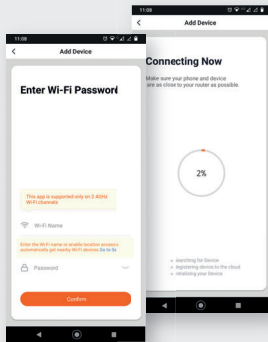 11:08
Add Device
Enter Wi-Fi Password
This app is supported only on 2.4GHz
Wi-Fi channels
Wi-Fi Name
Enter the Wi-Fi name or enable location access
automatically get nearby Wi-Fi devices Go to Se
Password
Confirm
11:08
Add Device
Connecting Now
Make sure your phone and device
are as close to your router as possible.
2%
Searching for Device
Registering device to the cloud
Initializing your Device